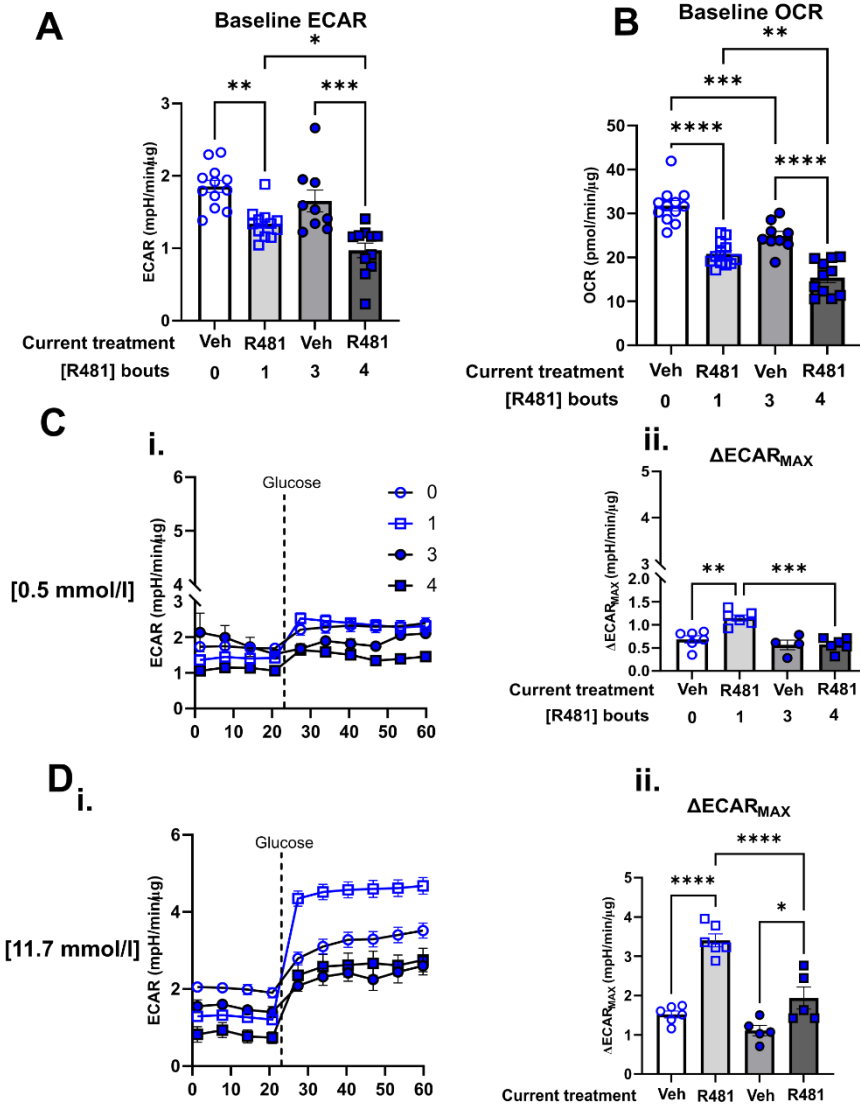 A
Baseline ECAR
*
**
***
ECAR (mpH/min/µg)
3
2
1
0
Current treatment Veh R481 Veh R481
[R481] bouts 0 1 3 4
B
Baseline OCR
**
***
****
****
OCR (pmol/min/µg)
50
40
30
20
10
0
Current treatment Veh R481 Veh R481
[R481] bouts 0 1 3 4
C
i.
[0.5 mmol/l]
Glucose
0
1
3
4
ECAR (mpH/min/µg)
6
5
4
3
2
1
0
0 10 20 30 40 50 60
ii.
ΔECARMAX
** ***
ΔECARMAX (mpH/min/µg)
5
4
2.0
1.5
1.0
0.5
0.0
Current treatment Veh R481 Veh R481
[R481] bouts 0 1 3 4
D
i.
[11.7 mmol/l]
Glucose
ECAR (mpH/min/µg)
6
4
2
0
0 10 20 30 40 50 60
ii.
ΔECARMAX
****
****
*
ΔECARMAX (mpH/min/µg)
5
4
3
2
1
0
Current treatment Veh R481 Veh R481